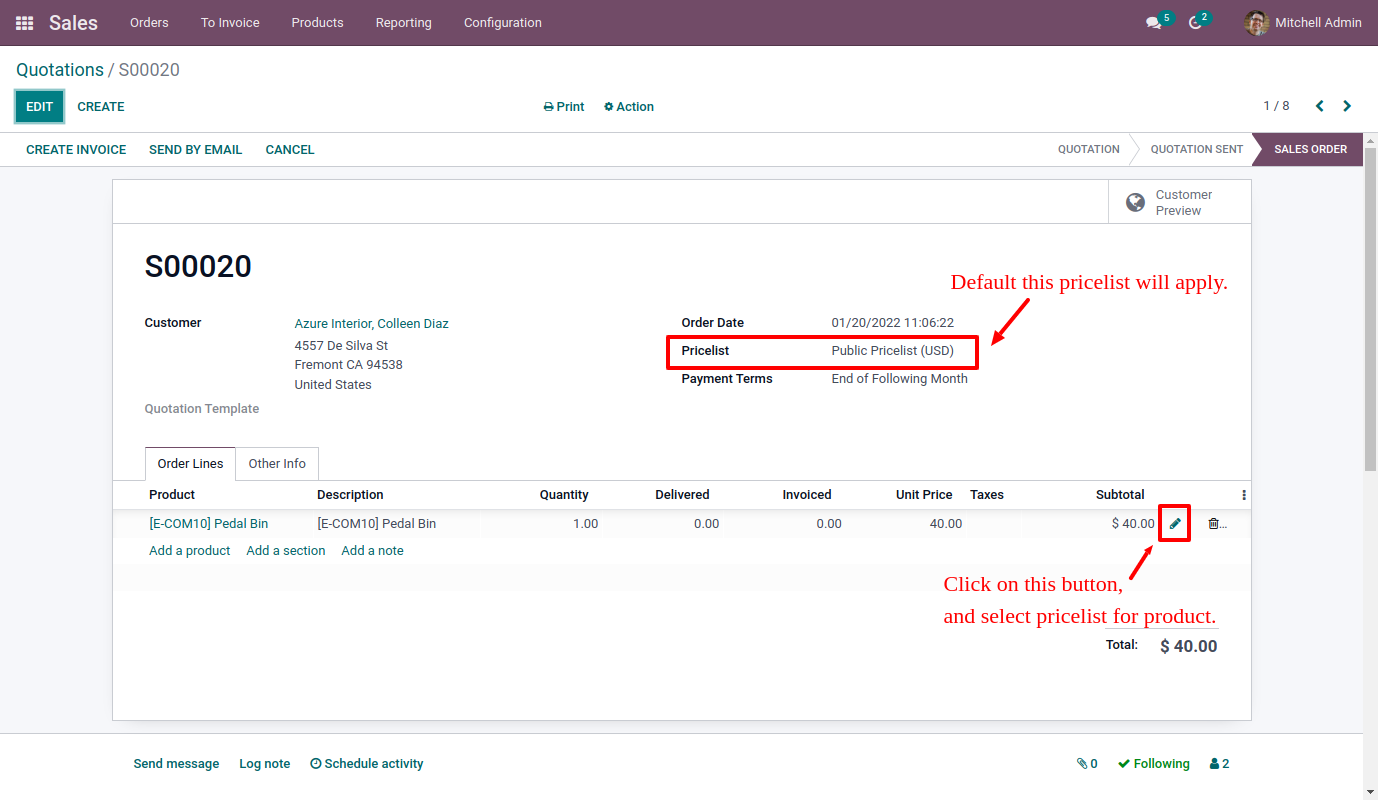 Sales Orders To Invoice Products Reporting Configuration 5 2 Mitchell Admin
Quotations / S00020
EDIT CREATE Print Action 1 / 8
CREATE INVOICE SEND BY EMAIL CANCEL QUOTATION QUOTATION SENT SALES ORDER
Customer
Preview
S00020
Default this pricelist will apply.
Customer Azure Interior, Colleen Diaz Order Date 01/20/2022 11:06:22
4557 De Silva St Pricelist Public Pricelist (USD)
Fremont CA 94538
United States Payment Terms End of Following Month
Quotation Template
Order Lines Other Info
Product Description Quantity Delivered Invoiced Unit Price Taxes Subtotal
[E-COM10] Pedal Bin [E-COM10] Pedal Bin 1.00 0.00 0.00 40.00 $ 40.00 ...
Add a product Add a section Add a note
Click on this button,
and select pricelist for product.
Total: $ 40.00
Send message Log note Schedule activity 0 Following 2